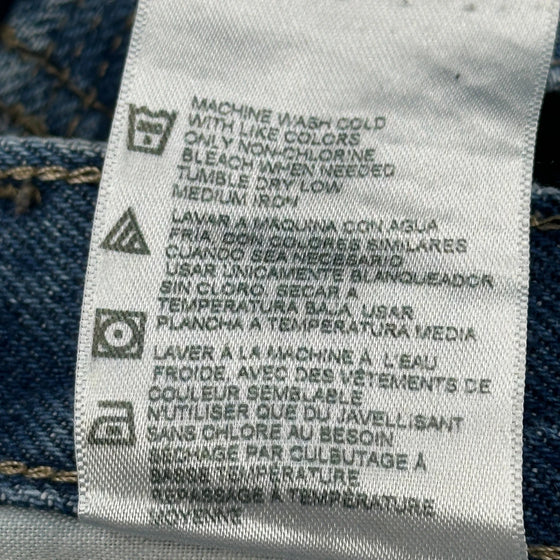 MACHINE WASH COLD
WITH LIKE COLORS
ONLY NON-CHLORINE
BLEACH WHEN NEEDED
TUMBLE DRY LOW
MEDIUM IRON
LAVAR A MAQUINA CON AGUA
FRIA, CON COLORES SIMILARES
CUANDO SEA NECESARIO
USAR UNICAMENTE BLANQUEADOR
SIN CLORO, SECAR A
TEMPERATURA BAJA, USAR
PLANCHA A TEMPERATURA MEDIA
LAVER À LA MACHINE À L'EAU
FROIDE, AVEC DES VÊTEMENTS DE
COULEUR SEMBLABLE
N'UTILISER QUE DU JAVELLISANT
SANS CHLORE AU BESOIN
SÉCHAGE PAR CULBUTAGE À
BASSE TEMPÉRATURE
REPASSAGE À TEMPÉRATURE
MOYENNE